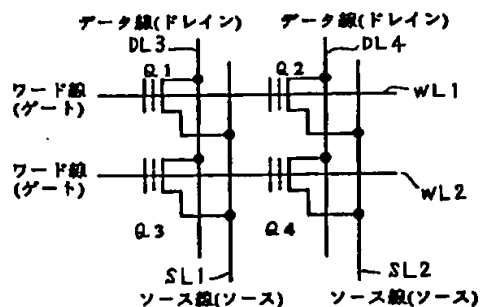 データ線(ドレイン) データ線(ドレイン)
DL3 DL4
Q1 Q2
ワード線 WL1
(ゲート)
ワード線
(ゲート) WL2
Q3 Q4
SL1 SL2
ソース線(ソース) ソース線(ソース)